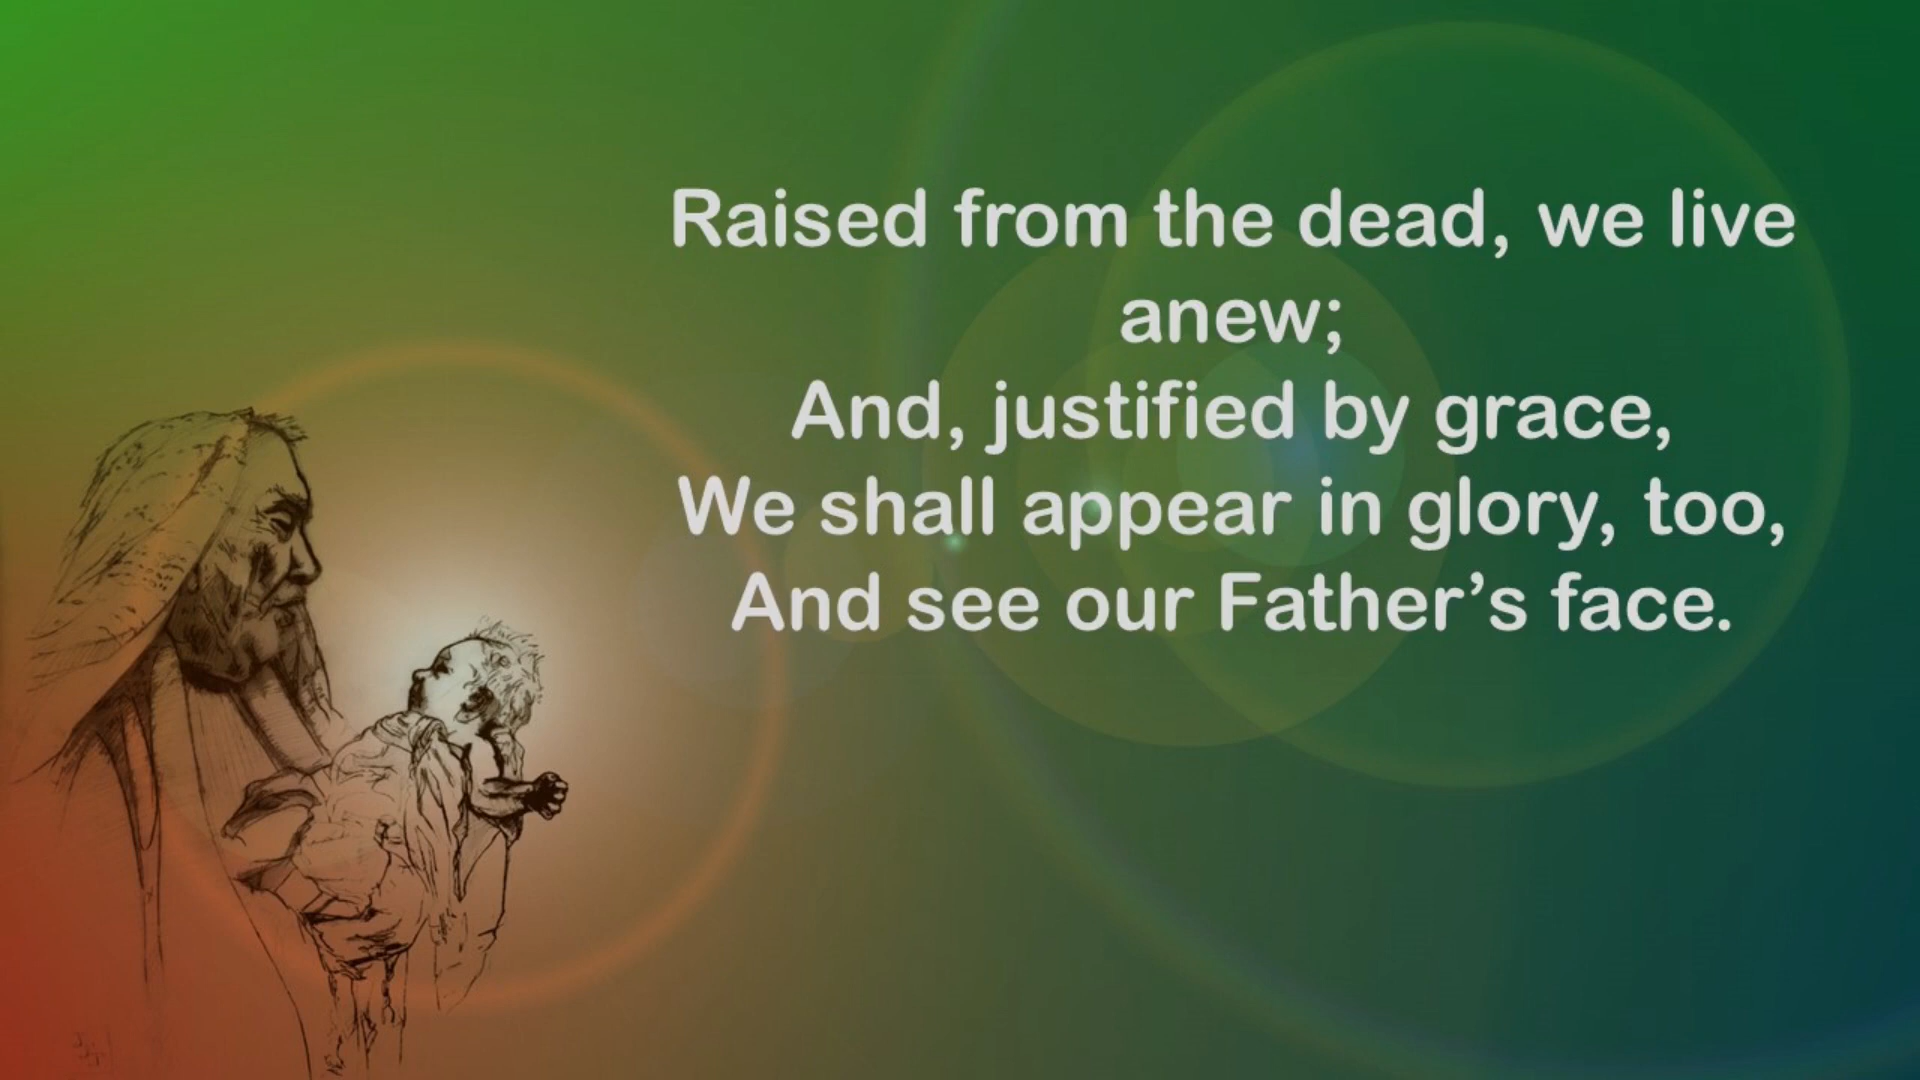 Raised from the dead, we live
anew;
And, justified by grace,
We shall appear in glory, too,
And see our Father’s face.